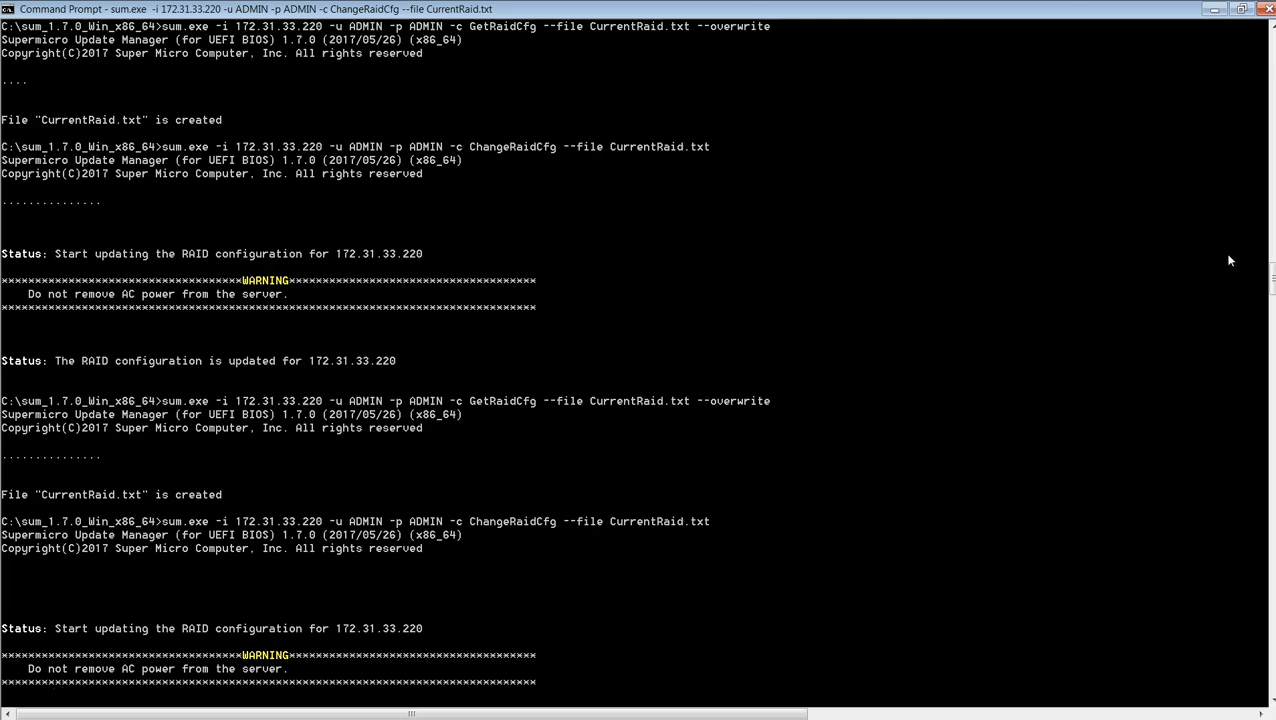 Command Prompt - sum.exe -i 172.31.33.220 -u ADMIN -p ADMIN -c ChangeRaidCfg --file CurrentRaid.txt
C:\sum_1.7.0_Win_x86_64>sum.exe -i 172.31.33.220 -u ADMIN -p ADMIN -c GetRaidCfg --file CurrentRaid.txt --overwrite
Supermicro Update Manager (for UEFI BIOS) 1.7.0 (2017/05/26) (x86_64)
Copyright(C)2017 Super Micro Computer, Inc. All rights reserved
....
File "CurrentRaid.txt" is created
C:\sum_1.7.0_Win_x86_64>sum.exe -i 172.31.33.220 -u ADMIN -p ADMIN -c ChangeRaidCfg --file CurrentRaid.txt
Supermicro Update Manager (for UEFI BIOS) 1.7.0 (2017/05/26) (x86_64)
Copyright(C)2017 Super Micro Computer, Inc. All rights reserved
...............
Status: Start updating the RAID configuration for 172.31.33.220
************************************WARNING*************************************
Do not remove AC power from the server.
********************************************************************************
Status: The RAID configuration is updated for 172.31.33.220
C:\sum_1.7.0_Win_x86_64>sum.exe -i 172.31.33.220 -u ADMIN -p ADMIN -c GetRaidCfg --file CurrentRaid.txt --overwrite
Supermicro Update Manager (for UEFI BIOS) 1.7.0 (2017/05/26) (x86_64)
Copyright(C)2017 Super Micro Computer, Inc. All rights reserved
...............
File "CurrentRaid.txt" is created
C:\sum_1.7.0_Win_x86_64>sum.exe -i 172.31.33.220 -u ADMIN -p ADMIN -c ChangeRaidCfg --file CurrentRaid.txt
Supermicro Update Manager (for UEFI BIOS) 1.7.0 (2017/05/26) (x86_64)
Copyright(C)2017 Super Micro Computer, Inc. All rights reserved
Status: Start updating the RAID configuration for 172.31.33.220
************************************WARNING*************************************
Do not remove AC power from the server.
********************************************************************************